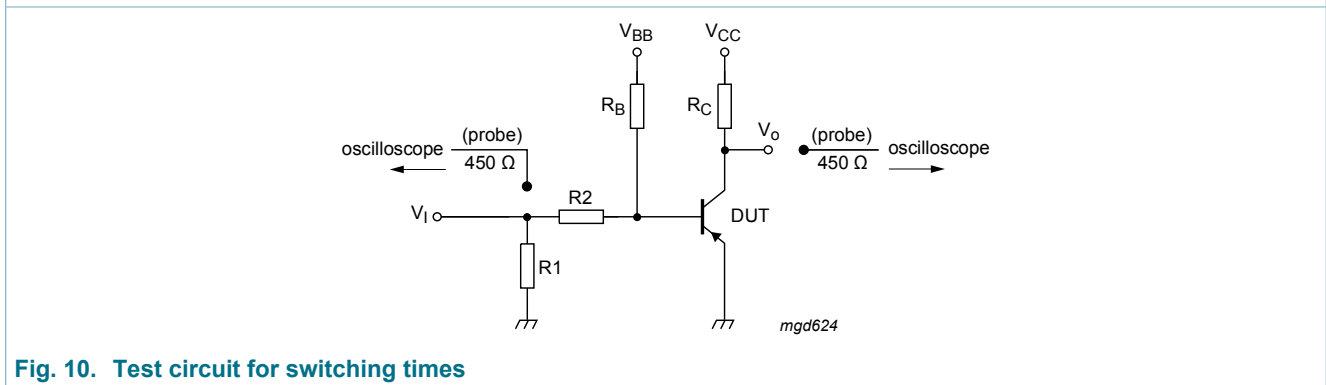 V_BB
V_CC
R_B
R_C
V_o
(probe)
oscilloscope
450 Ω
(probe)
oscilloscope
450 Ω
R2
V_I
DUT
R1
mgd624
Fig. 10. Test circuit for switching times